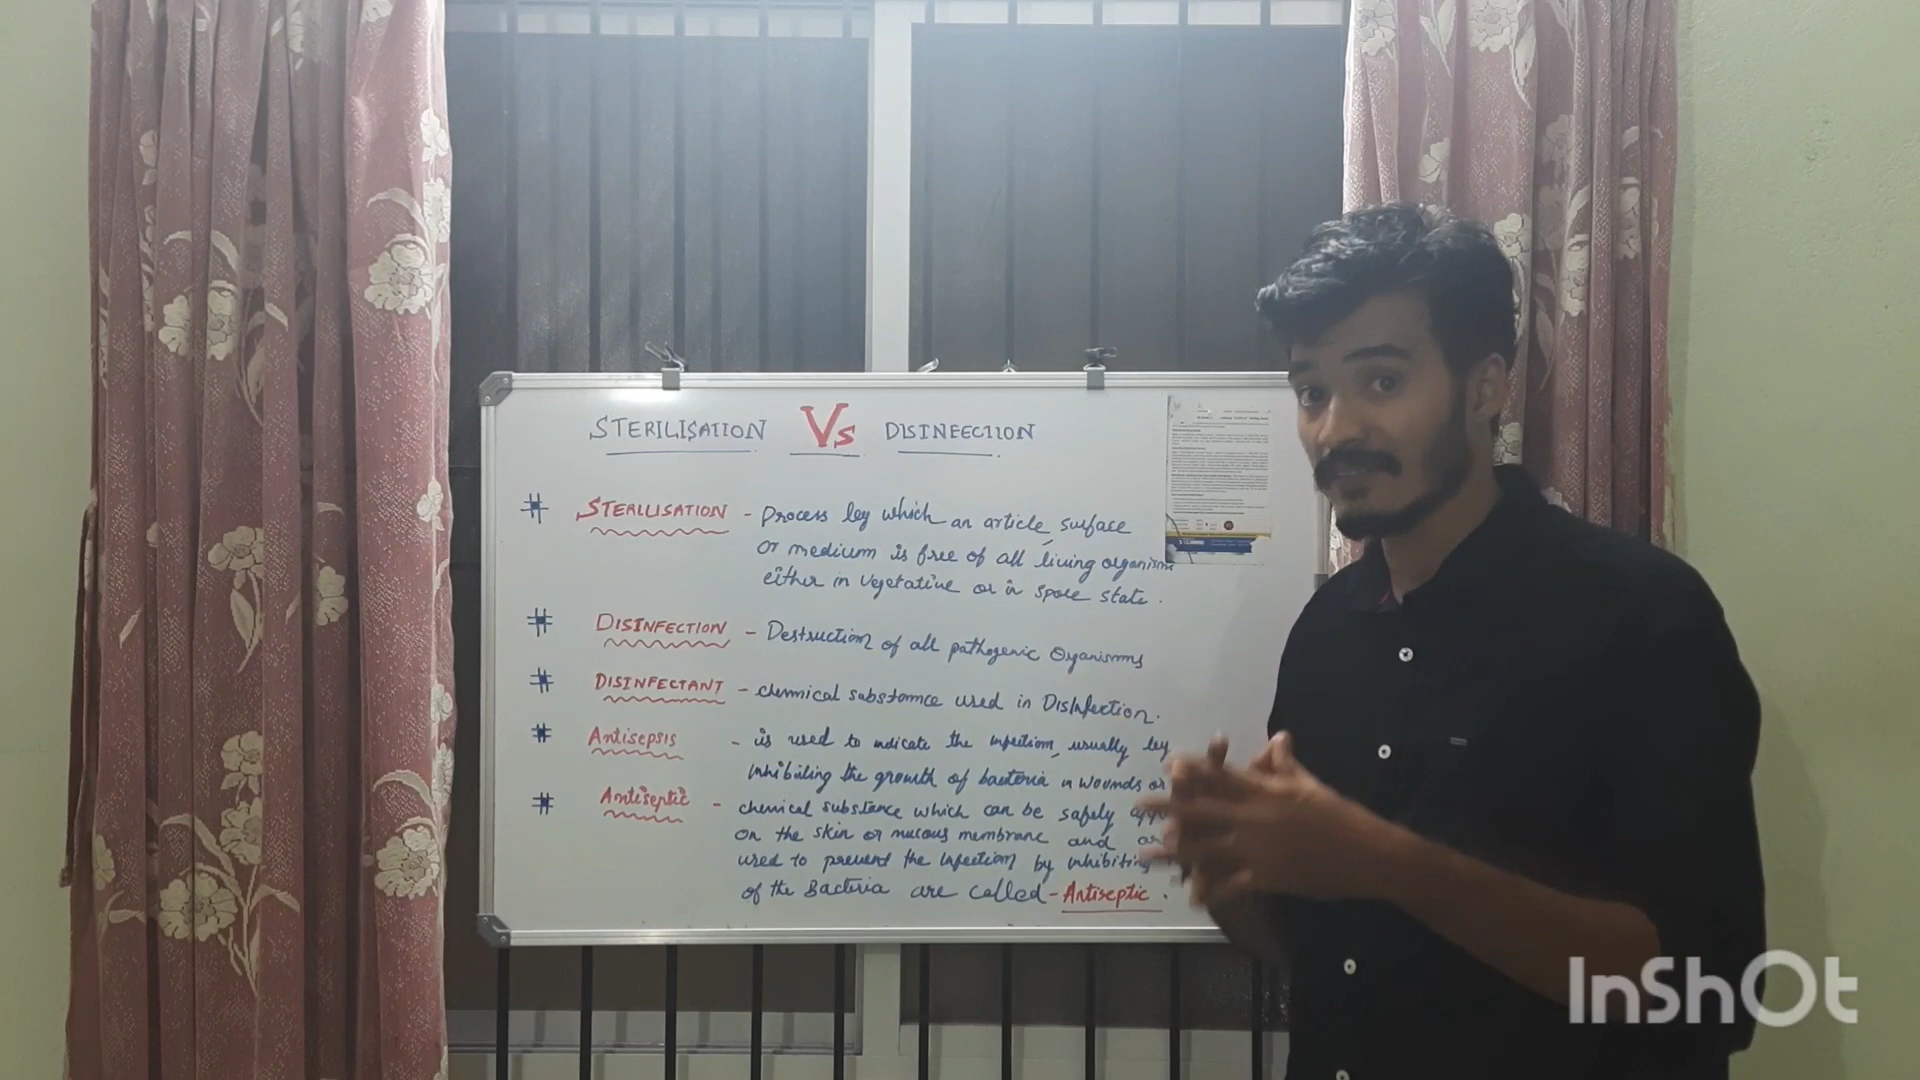 STERILISATION Vs DISINFECTION
# STERILISATION - Process by which an article, surface
or medium is free of all living organisms
either in vegetative or in spore state.
# DISINFECTION - Destruction of all pathogenic organisms
# DISINFECTANT - chemical substance used in Disinfection.
# Antisepsis - is used to indicate the infection, usually by
inhibiting the growth of bacteria in wounds or
# Antiseptic - chemical substance which can be safely
on the skin or mucous membrane and
used to prevent the infection by inhibiting
of the Bacteria are called - Antiseptic.
InShOt